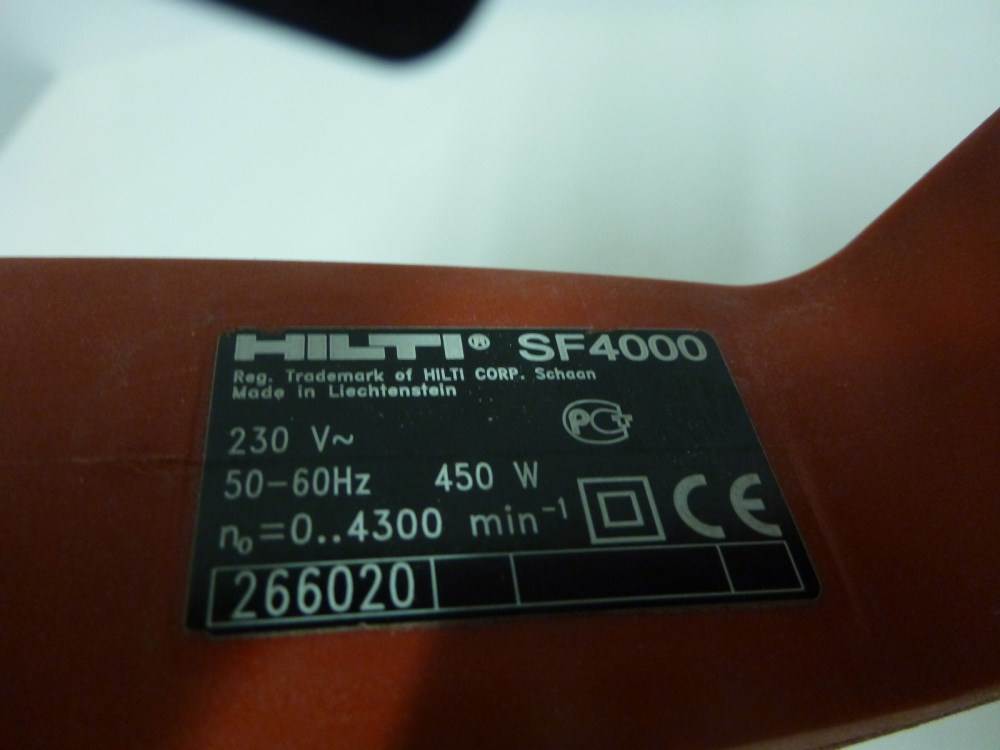 HILTI® SF4000
Reg. Trademark of HILTI CORP. Schaan
Made in Liechtenstein
230 V~
50-60Hz 450 W
n₀=0..4300 min⁻¹
CE
266020